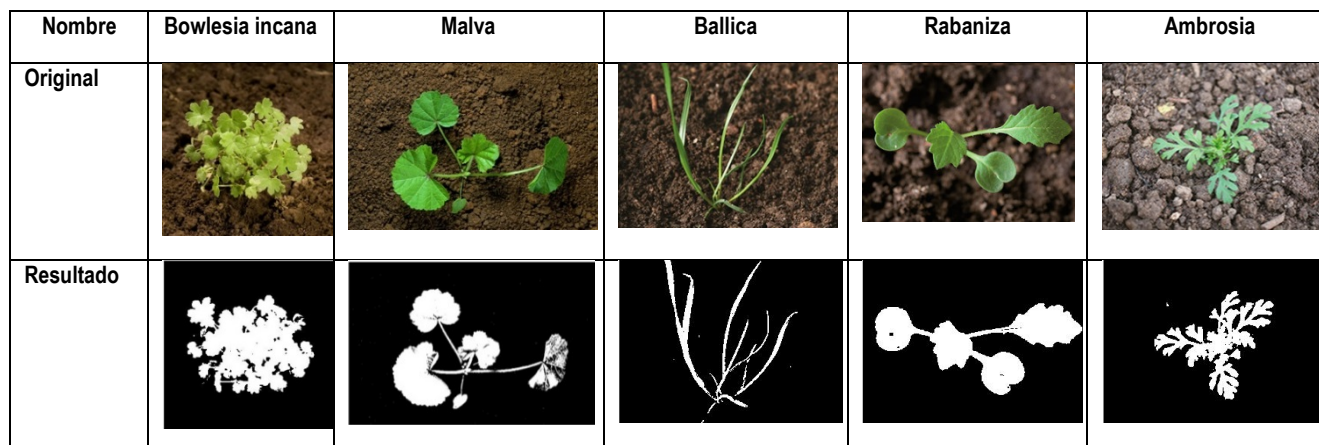 Nombre
Bowlesia incana
Malva
Ballica
Rabaniza
Ambrosia
Original
Resultado